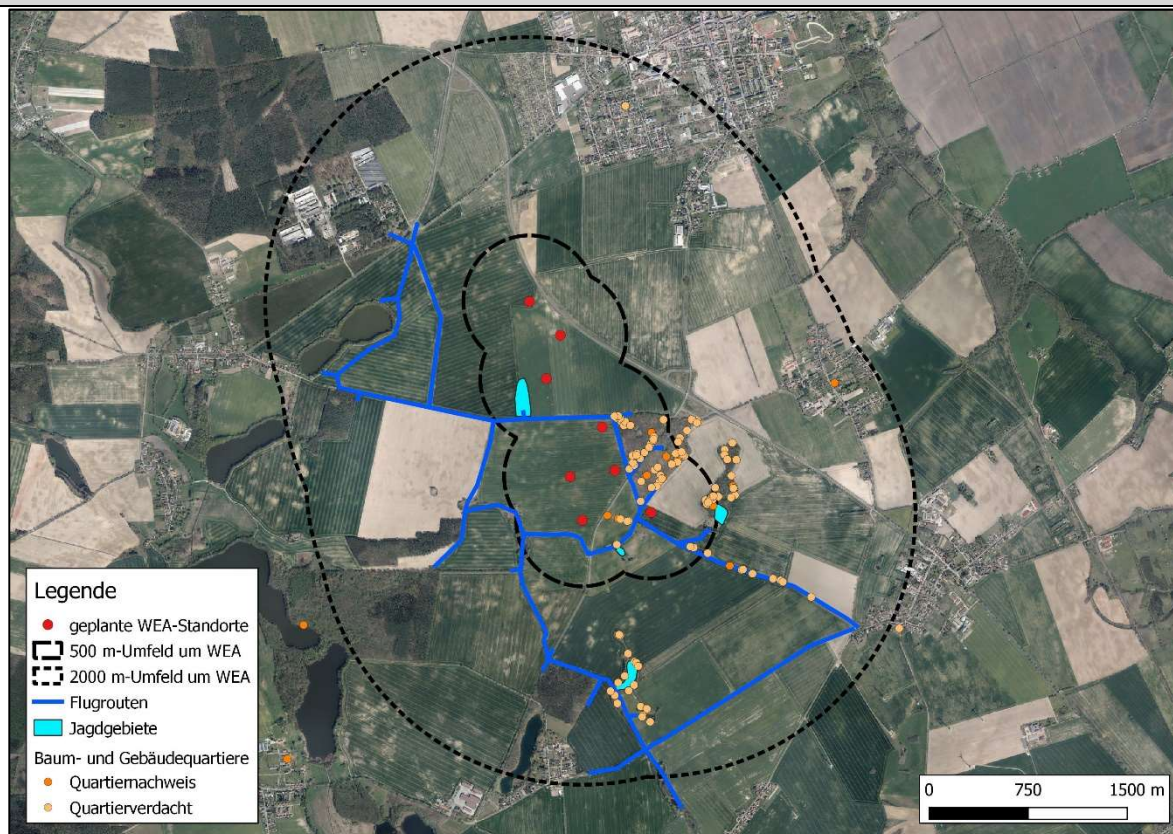 Legende
geplante WEA-Standorte
500 m-Umfeld um WEA
2000 m-Umfeld um WEA
Flugrouten
Jagdgebiete
Baum- und Gebäudequartiere
Quartiernachweis
Quartierverdacht
0 750 1500 m